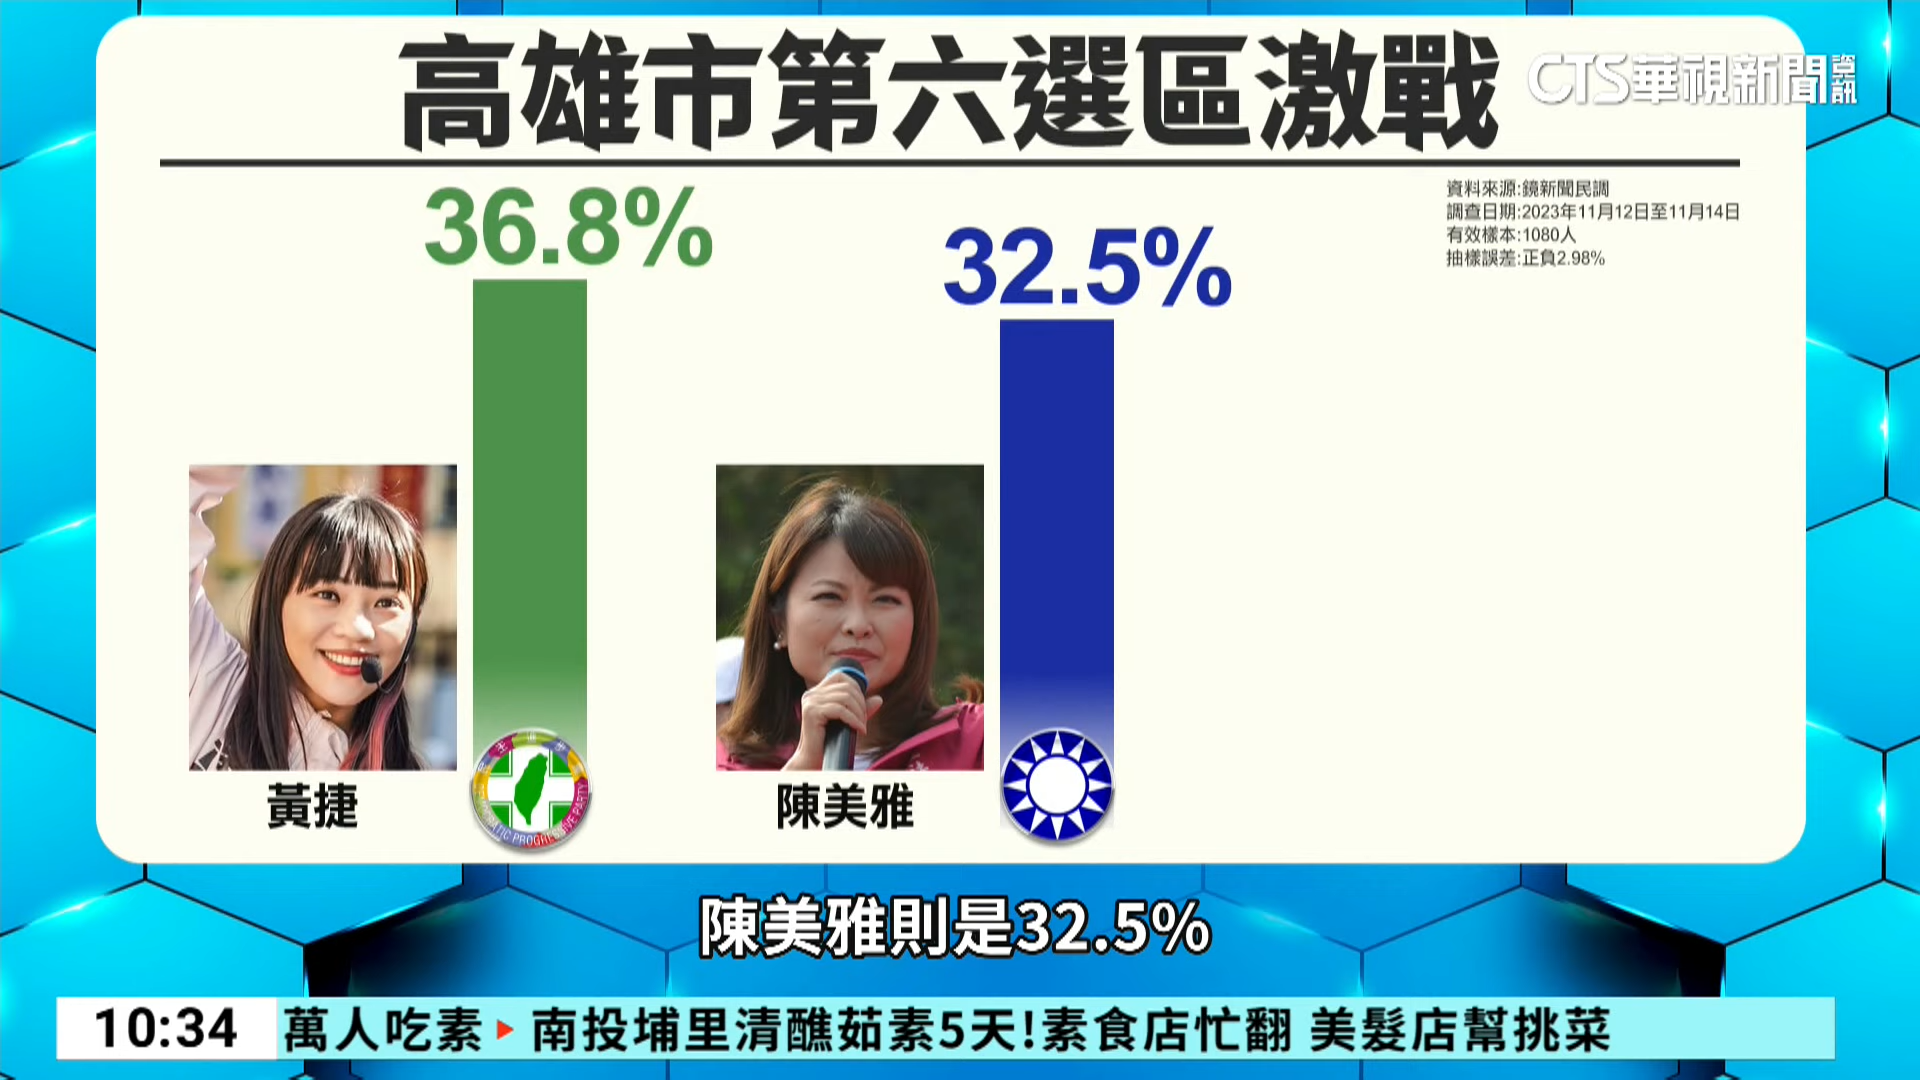 高雄市第六選區激戰
CTS華視新聞資訊
資料來源:鏡新聞民調
調查日期:2023年11月12日至11月14日
有效樣本:1080人
抽樣誤差:正負2.98%
36.8%
32.5%
黃捷
陳美雅
陳美雅則是32.5%
10:34 萬人吃素▶南投埔里清醮茹素5天!素食店忙翻 美髮店幫挑菜